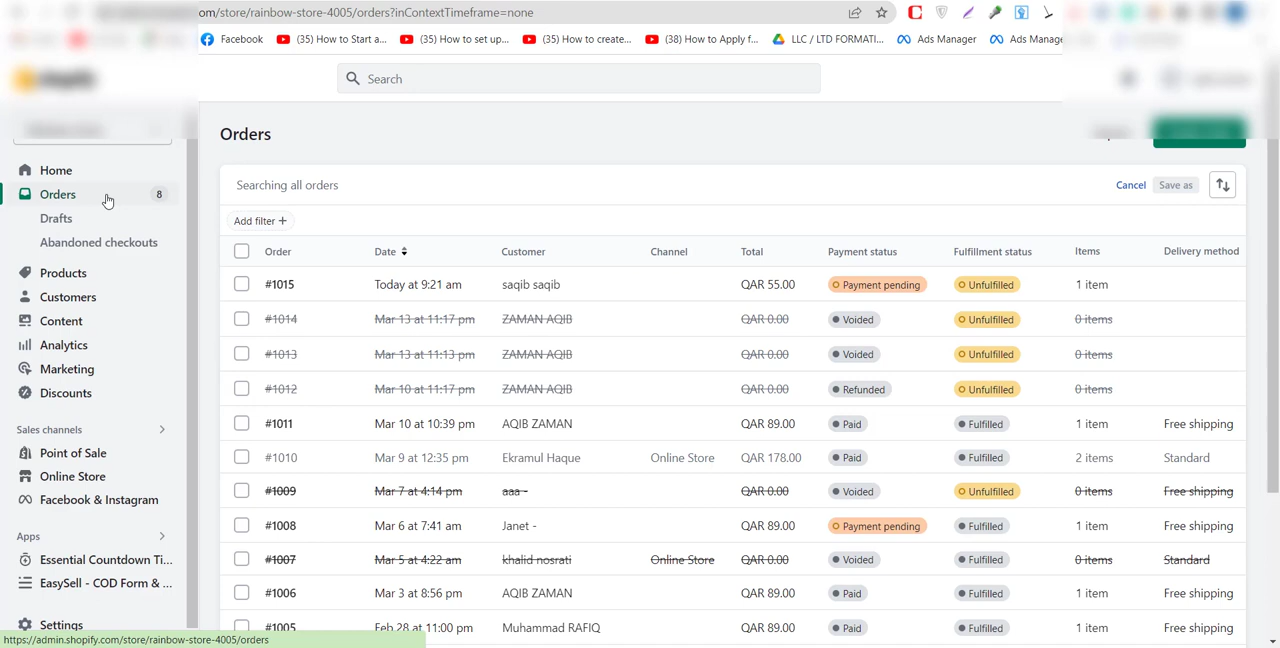 om/store/rainbow-store-4005/orders?inContextTimeframe=none
Facebook (35) How to Start a... (35) How to set up,... (35) How to create... (38) How to Apply f... LLC / LTD FORMATI... Ads Manager Ads Manage
Search
Orders
Home
Orders 8
Drafts
Abandoned checkouts
Products
Customers
Content
Analytics
Marketing
Discounts
Sales channels
Point of Sale
Online Store
Facebook & Instagram
Apps
Essential Countdown Ti...
EasySell - COD Form & ...
Settings
https://admin.shopify.com/store/rainbow-store-4005/orders
Searching all orders Cancel Save as
Add filter +
Order Date Customer Channel Total Payment status Fulfillment status Items Delivery method
#1015 Today at 9:21 am saqib saqib QAR 55.00 Payment pending Unfulfilled 1 item
#1014 Mar 13 at 11:17 pm ZAMAN AQIB QAR 0.00 Voided Unfulfilled 0 items
#1013 Mar 13 at 11:13 pm ZAMAN AQIB QAR 0.00 Voided Unfulfilled 0 items
#1012 Mar 10 at 11:17 pm ZAMAN AQIB QAR 0.00 Refunded Unfulfilled 0 items
#1011 Mar 10 at 10:39 pm AQIB ZAMAN QAR 89.00 Paid Fulfilled 1 item Free shipping
#1010 Mar 9 at 12:35 pm Ekramul Haque Online Store QAR 178.00 Paid Fulfilled 2 items Standard
#1009 Mar 7 at 4:14 pm aaa - QAR 0.00 Voided Unfulfilled 0 items Free shipping
#1008 Mar 6 at 7:41 am Janet - QAR 89.00 Payment pending Fulfilled 1 item Free shipping
#1007 Mar 5 at 4:22 am khalid nosrati Online Store QAR 0.00 Voided Fulfilled 0 items Standard
#1006 Mar 3 at 8:56 pm AQIB ZAMAN QAR 89.00 Paid Fulfilled 1 item Free shipping
#1005 Feb 28 at 11:00 pm Muhammad RAFIQ QAR 89.00 Paid Fulfilled 1 item Free shipping